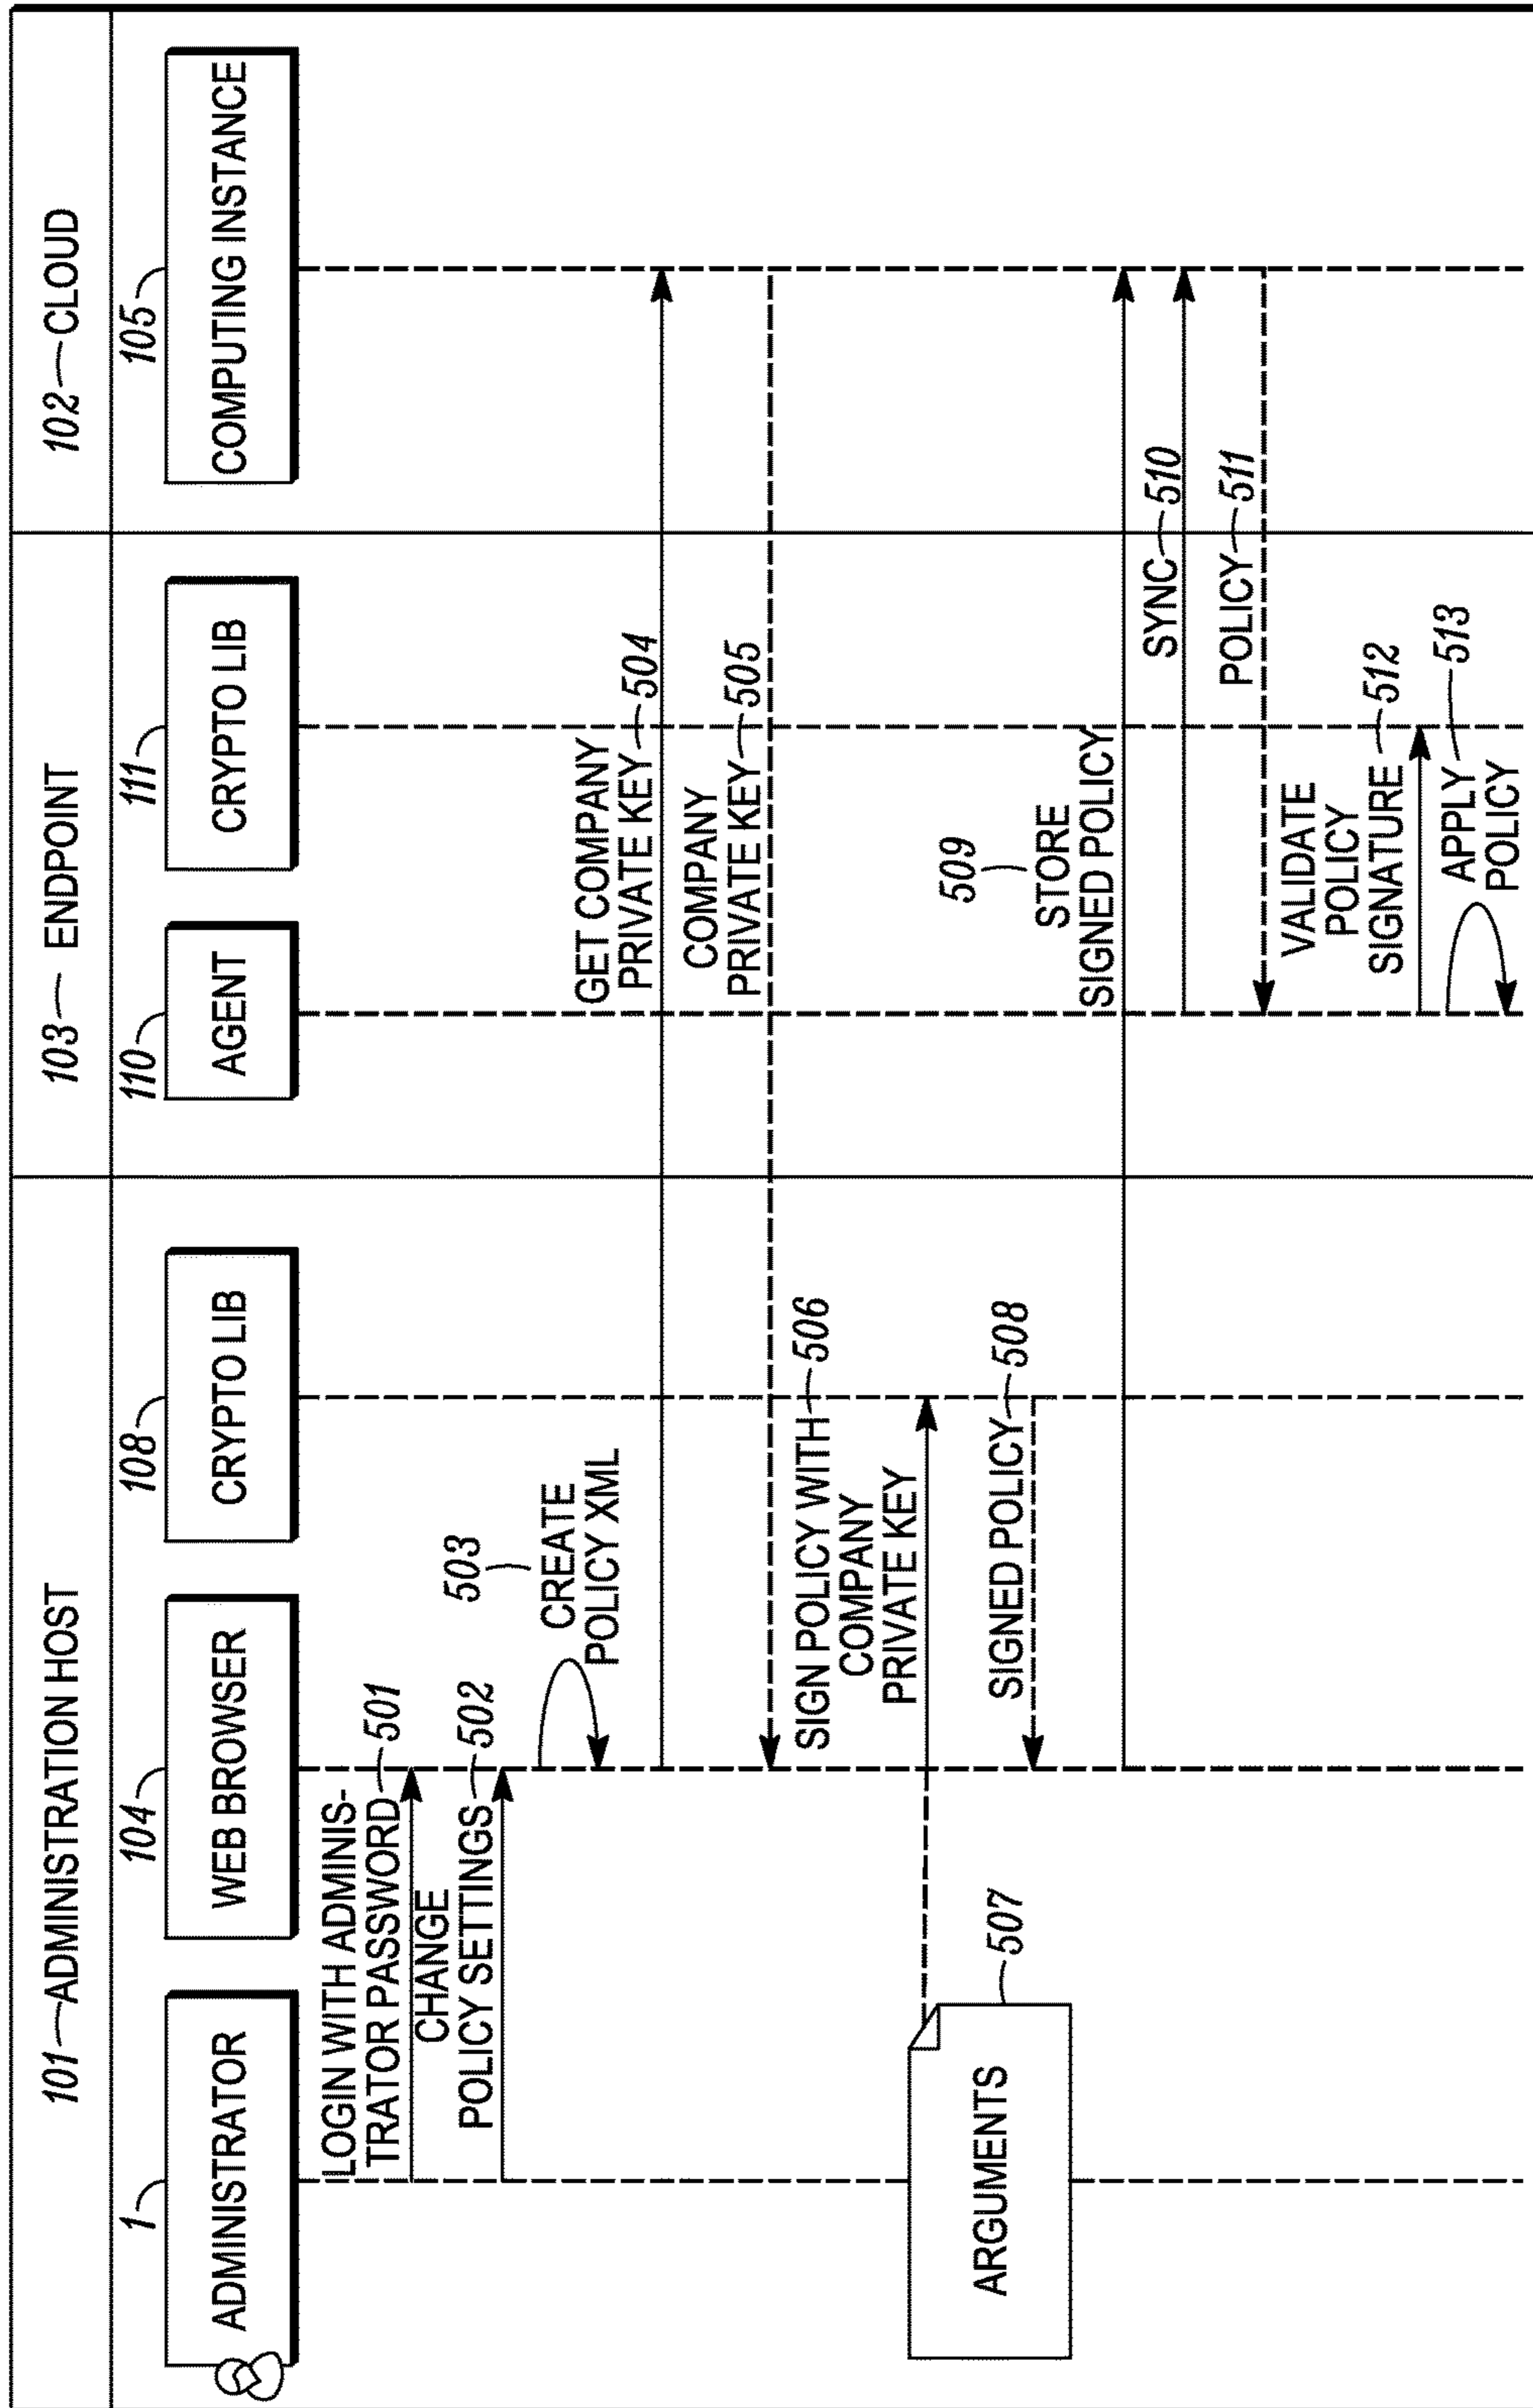 101 ADMINISTRATION HOST
103 ENDPOINT
102 CLOUD
1
104
108
110
111
105
ADMINISTRATOR
WEB BROWSER
CRYPTO LIB
AGENT
CRYPTO LIB
COMPUTING INSTANCE
LOGIN WITH ADMINIS-
TRATOR PASSWORD 501
CHANGE
POLICY SETTINGS 502
503
CREATE
POLICY XML
GET COMPANY
PRIVATE KEY 504
COMPANY
PRIVATE KEY 505
SIGN POLICY WITH 506
COMPANY
PRIVATE KEY
ARGUMENTS
507
SIGNED POLICY 508
509
STORE
SIGNED POLICY
SYNC 510
POLICY 511
VALIDATE
POLICY
SIGNATURE 512
APPLY 513
POLICY